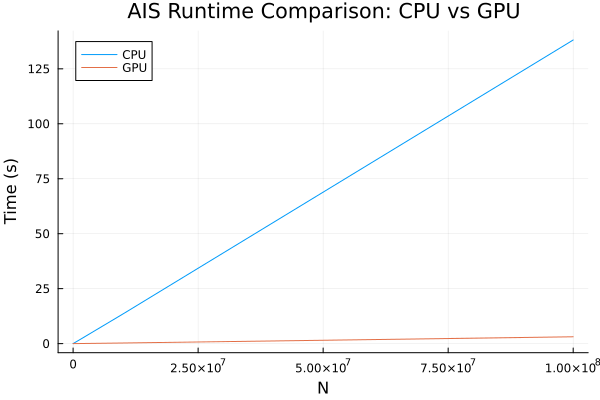 AIS Runtime Comparison: CPU vs GPU
CPU
GPU
Time (s)
125
100
75
50
25
0
0 2.50×10⁷ 5.00×10⁷ 7.50×10⁷ 1.00×10⁸
N